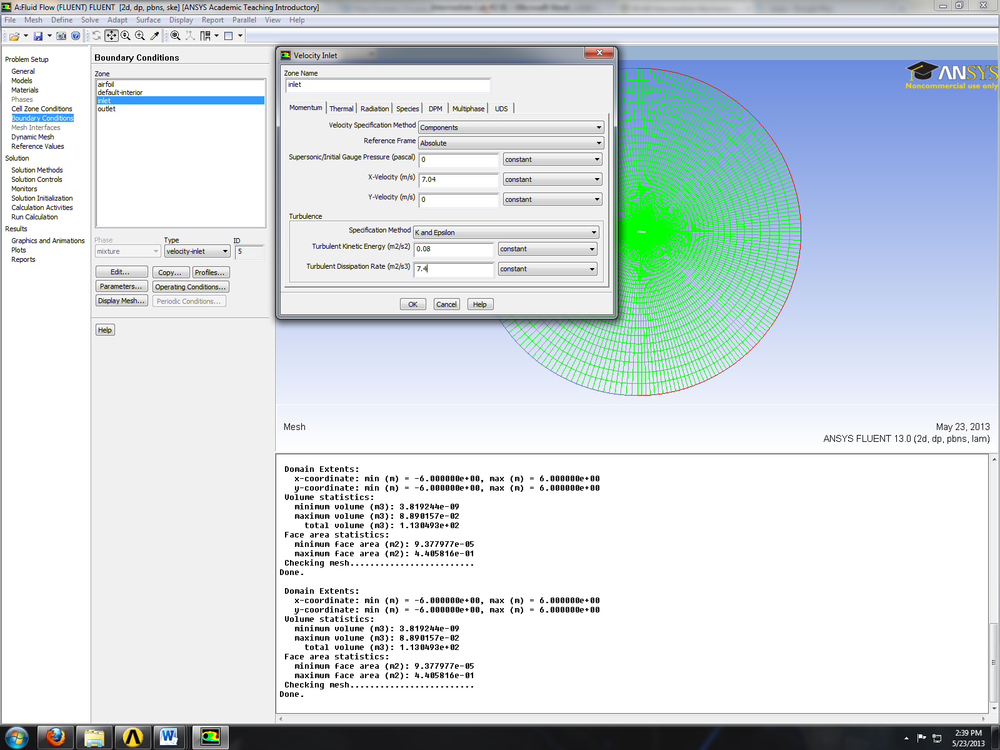 A:Fluid Flow (FLUENT) FLUENT [2d, dp, pbns, ske] [ANSYS Academic Teaching Introductory]
File Mesh Define Solve Adapt Surface Display Report Parallel View Help
Problem Setup
General
Models
Materials
Phases
Cell Zone Conditions
Boundary Conditions
Mesh Interfaces
Dynamic Mesh
Reference Values
Solution
Solution Methods
Solution Controls
Monitors
Solution Initialization
Calculation Activities
Run Calculation
Results
Graphics and Animations
Plots
Reports
Boundary Conditions
Zone
airfoil
default-interior
inlet
outlet
Phase Type ID
mixture velocity-inlet 5
Edit... Copy... Profiles...
Parameters... Operating Conditions...
Display Mesh... Periodic Conditions...
Help
Velocity Inlet
Zone Name
inlet
Momentum Thermal Radiation Species DPM Multiphase UDS
Velocity Specification Method Components
Reference Frame Absolute
Supersonic/Initial Gauge Pressure (pascal) 0 constant
X-Velocity (m/s) 7.04 constant
Y-Velocity (m/s) 0 constant
Turbulence
Specification Method K and Epsilon
Turbulent Kinetic Energy (m2/s2) 0.08 constant
Turbulent Dissipation Rate (m2/s3) 7.4 constant
OK Cancel Help
ANSYS
Noncommercial use only
Mesh
May 23, 2013
ANSYS FLUENT 13.0 (2d, dp, pbns, lam)
Domain Extents:
x-coordinate: min (m) = -6.000000e+00, max (m) = 6.000000e+00
y-coordinate: min (m) = -6.000000e+00, max (m) = 6.000000e+00
Volume statistics:
minimum volume (m3): 3.819244e-09
maximum volume (m3): 8.890157e-02
total volume (m3): 1.130493e+02
Face area statistics:
minimum face area (m2): 9.377977e-05
maximum face area (m2): 4.405816e-01
Checking mesh.........................
Done.
Domain Extents:
x-coordinate: min (m) = -6.000000e+00, max (m) = 6.000000e+00
y-coordinate: min (m) = -6.000000e+00, max (m) = 6.000000e+00
Volume statistics:
minimum volume (m3): 3.819244e-09
maximum volume (m3): 8.890157e-02
total volume (m3): 1.130493e+02
Face area statistics:
minimum face area (m2): 9.377977e-05
maximum face area (m2): 4.405816e-01
Checking mesh.........................
Done.
2:39 PM
5/23/2013